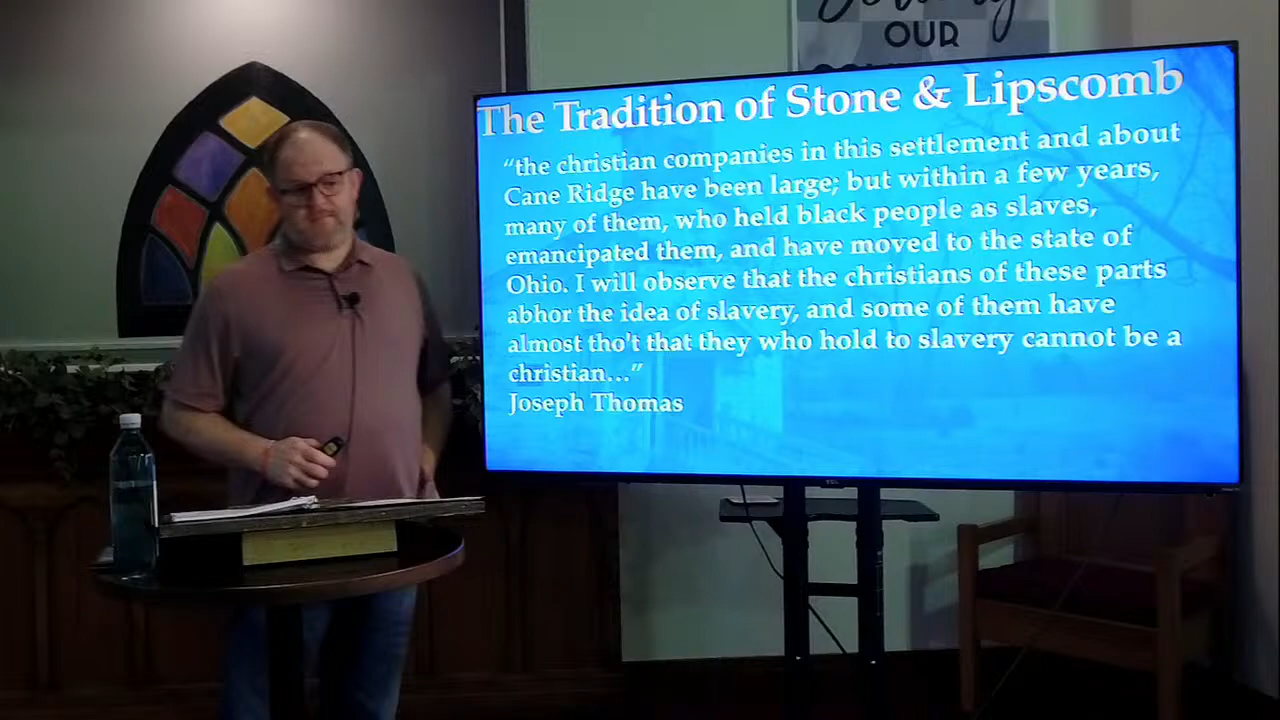 OUR
The Tradition of Stone & Lipscomb
“the christian companies in this settlement and about
Cane Ridge have been large; but within a few years,
many of them, who held black people as slaves,
emancipated them, and have moved to the state of
Ohio. I will observe that the christians of these parts
abhor the idea of slavery, and some of them have
almost tho't that they who hold to slavery cannot be a
christian...”
Joseph Thomas
TCL